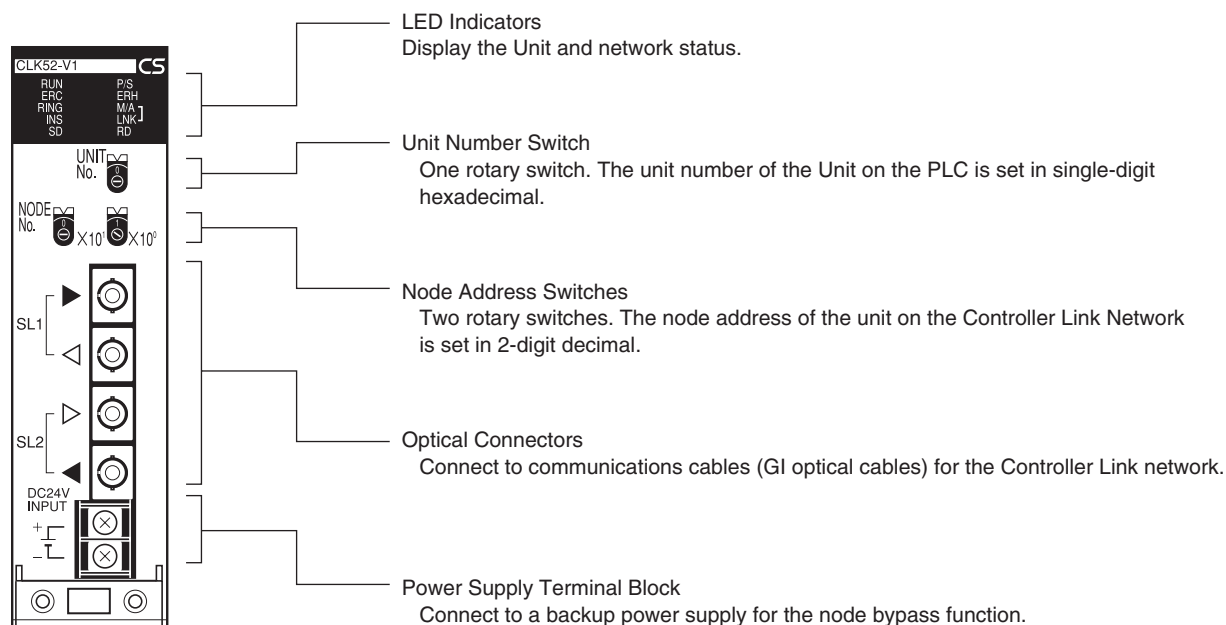 LED Indicators
Display the Unit and network status.
CLK52-V1 CS
RUN P/S
ERC ERH
RING M/A
INS LNK
SD RD
Unit Number Switch
One rotary switch. The unit number of the Unit on the PLC is set in single-digit
hexadecimal.
UNIT
No.
0
NODE
No.
0 X10¹ 1 X10⁰
Node Address Switches
Two rotary switches. The node address of the unit on the Controller Link Network
is set in 2-digit decimal.
SL1
SL2
Optical Connectors
Connect to communications cables (GI optical cables) for the Controller Link network.
DC24V
INPUT
+
−
Power Supply Terminal Block
Connect to a backup power supply for the node bypass function.